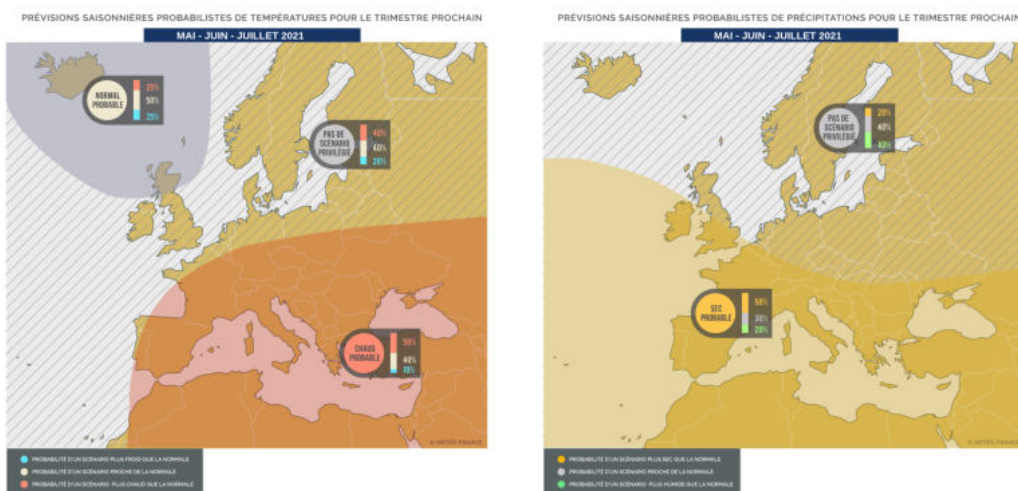 PRÉVISIONS SAISONNIÈRES PROBABILISTES DE TEMPÉRATURES POUR LE TRIMESTRE PROCHAIN
MAI - JUIN - JUILLET 2021
NORMAL
PROBABLE
25%
50%
25%
PAS DE
SCÉNARIO
PRIVILÉGIÉ
40%
40%
20%
CHAUD
PROBABLE
50%
40%
10%
© MÉTÉO-FRANCE
PROBABILITÉ D'UN SCÉNARIO PLUS FROID QUE LA NORMALE
PROBABILITÉ D'UN SCÉNARIO PROCHE DE LA NORMALE
PROBABILITÉ D'UN SCÉNARIO PLUS CHAUD QUE LA NORMALE
PRÉVISIONS SAISONNIÈRES PROBABILISTES DE PRÉCIPITATIONS POUR LE TRIMESTRE PROCHAIN
MAI - JUIN - JUILLET 2021
PAS DE
SCÉNARIO
PRIVILÉGIÉ
20%
40%
40%
SEC
PROBABLE
50%
30%
20%
© MÉTÉO-FRANCE
PROBABILITÉ D'UN SCÉNARIO PLUS SEC QUE LA NORMALE
PROBABILITÉ D'UN SCÉNARIO PROCHE DE LA NORMALE
PROBABILITÉ D'UN SCÉNARIO PLUS HUMIDE QUE LA NORMALE